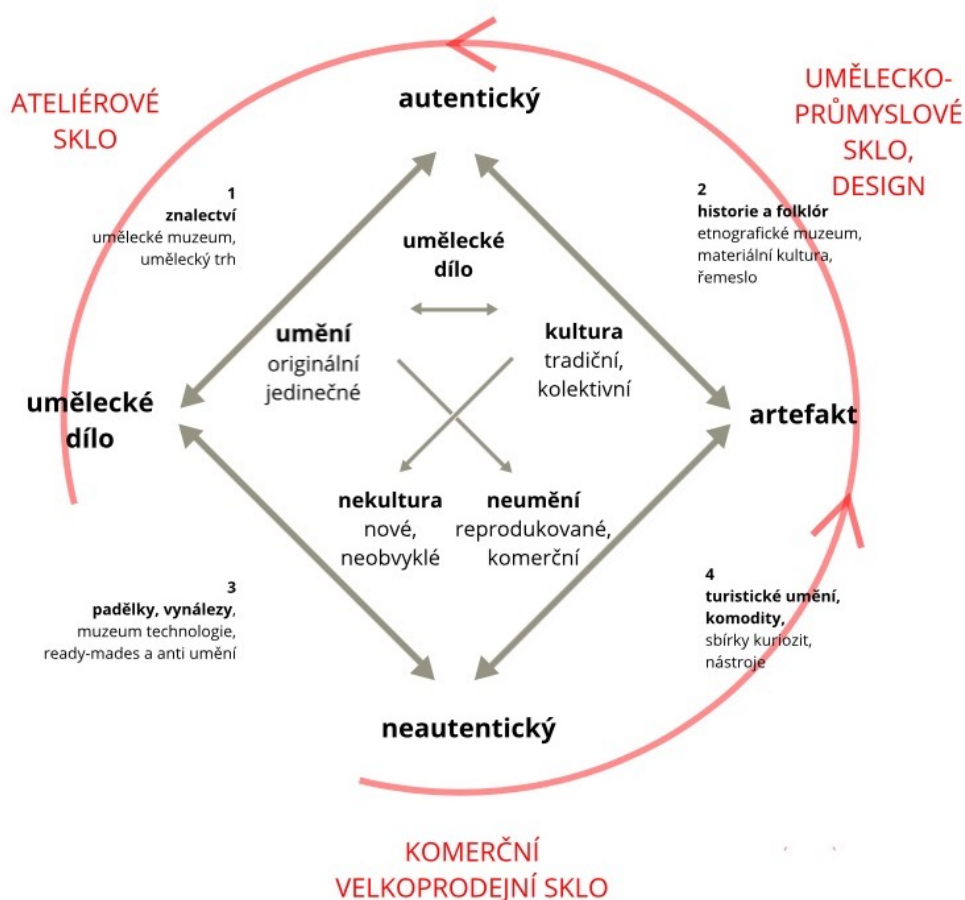 ATELIÉROVÉ
SKLO
UMĚLECKO-
PRŮMYSLOVÉ
SKLO,
DESIGN
autentický
1
znalectví
umělecké muzeum,
umělecký trh
2
historie a folklór
etnografické muzeum,
materiální kultura,
řemeslo
umělecké
dílo
umění
originální
jedinečné
kultura
tradiční,
kolektivní
umělecké
dílo
artefakt
nekultura
nové,
neobvyklé
neumění
reprodukované,
komerční
3
padělky, vynálezy,
muzeum technologie,
ready-mades a anti umění
4
turistické umění,
komodity,
sbírky kuriozit,
nástroje
neautentický
KOMERČNÍ
VELKOPRODEJNÍ SKLO